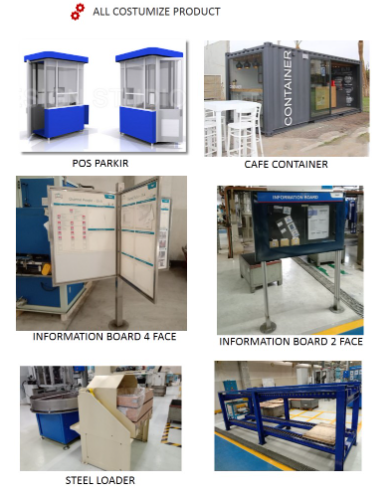 ALL COSTUMIZE PRODUCT
POS PARKIR
CONTAINER
CAFE CONTAINER
INFORMATION BOARD
INFORMATION BOARD 4 FACE
INFORMATION BOARD 2 FACE
STEEL LOADER